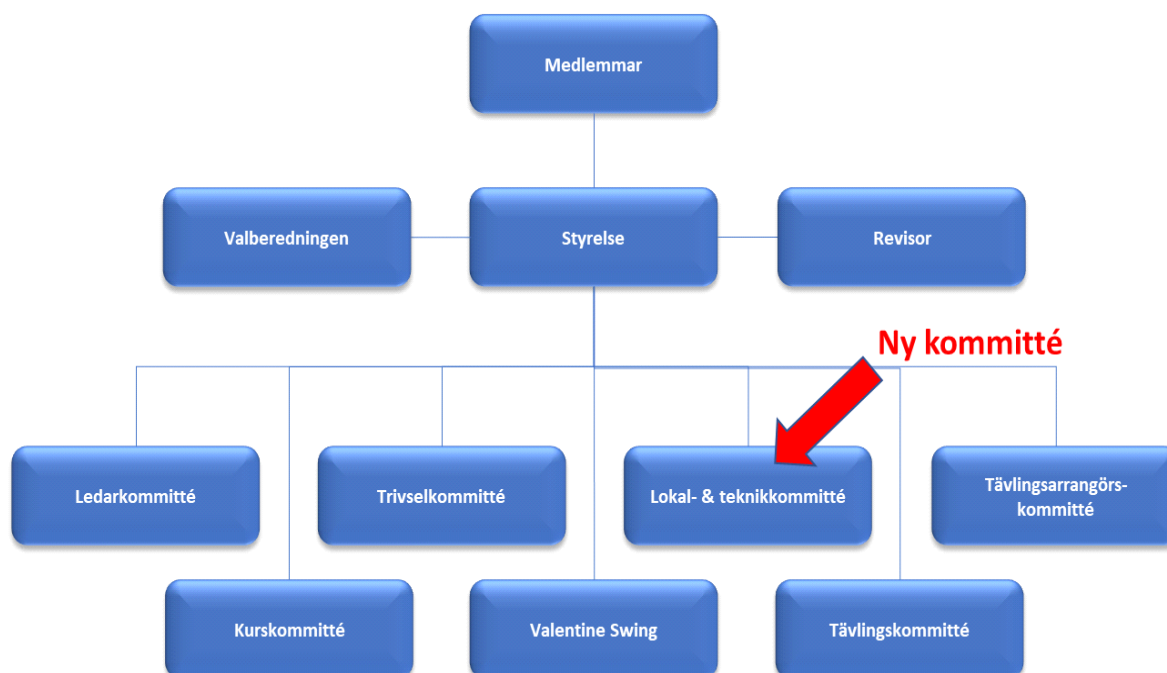 Medlemmar
Valberedningen
Styrelse
Revisor
Ny kommitté
Ledarkommitté
Trivselkommitté
Lokal- & teknikkommitté
Tävlingsarrangörs-
kommitté
Kurskommitté
Valentine Swing
Tävlingskommitté